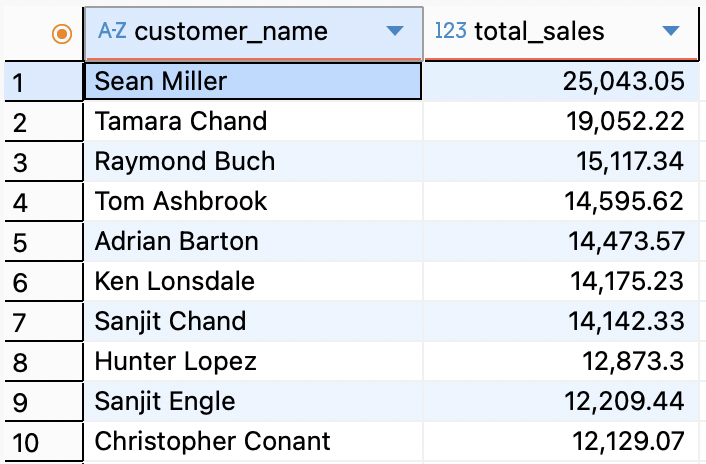 A-Z customer_name 123 total_sales
1 Sean Miller 25,043.05
2 Tamara Chand 19,052.22
3 Raymond Buch 15,117.34
4 Tom Ashbrook 14,595.62
5 Adrian Barton 14,473.57
6 Ken Lonsdale 14,175.23
7 Sanjit Chand 14,142.33
8 Hunter Lopez 12,873.3
9 Sanjit Engle 12,209.44
10 Christopher Conant 12,129.07